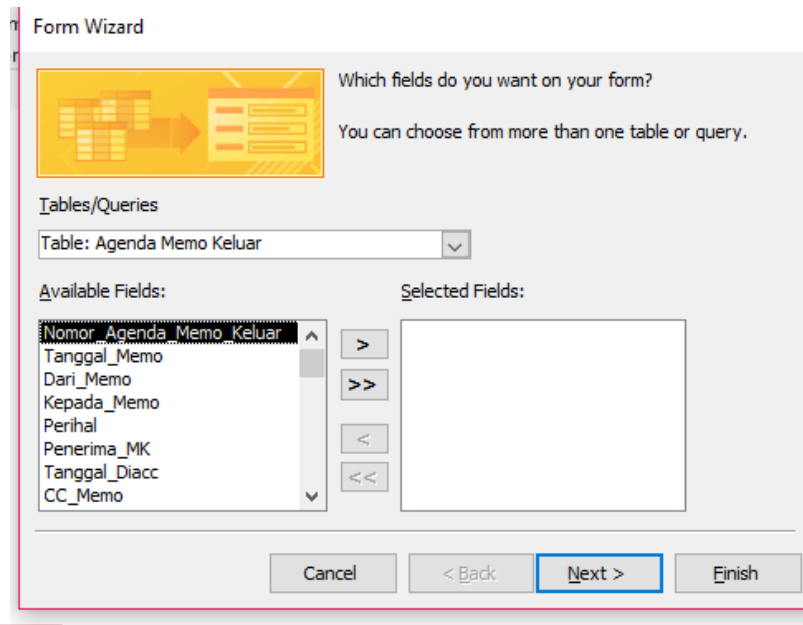 Form Wizard
Which fields do you want on your form?
You can choose from more than one table or query.
Tables/Queries
Table: Agenda Memo Keluar
Available Fields:
Selected Fields:
Nomor_Agenda_Memo_Keluar
Tanggal_Memo
Dari_Memo
Kepada_Memo
Perihal
Penerima_MK
Tanggal_Diacc
CC_Memo
>
>>
<
<<
Cancel
< Back
Next >
Finish